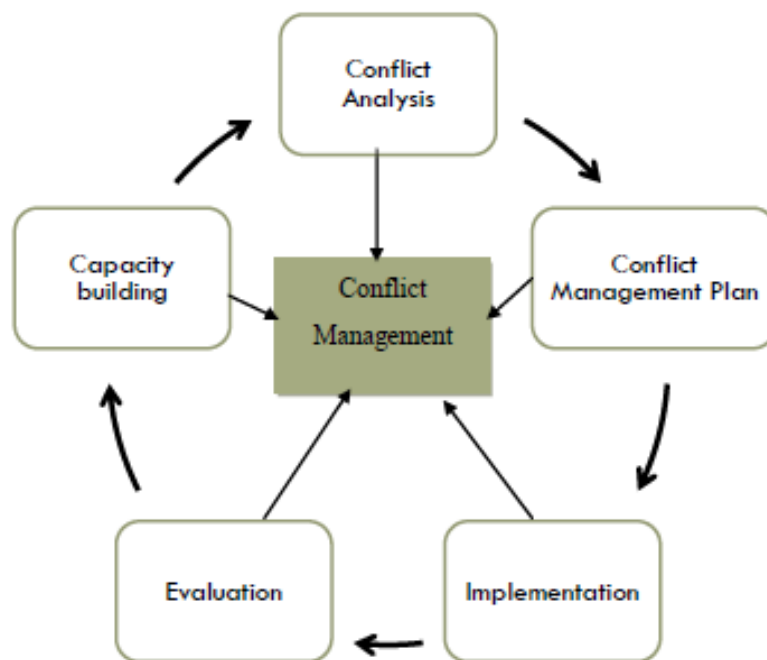 Conflict
Analysis
Capacity
building
Conflict
Management
Conflict
Management Plan
Evaluation
Implementation